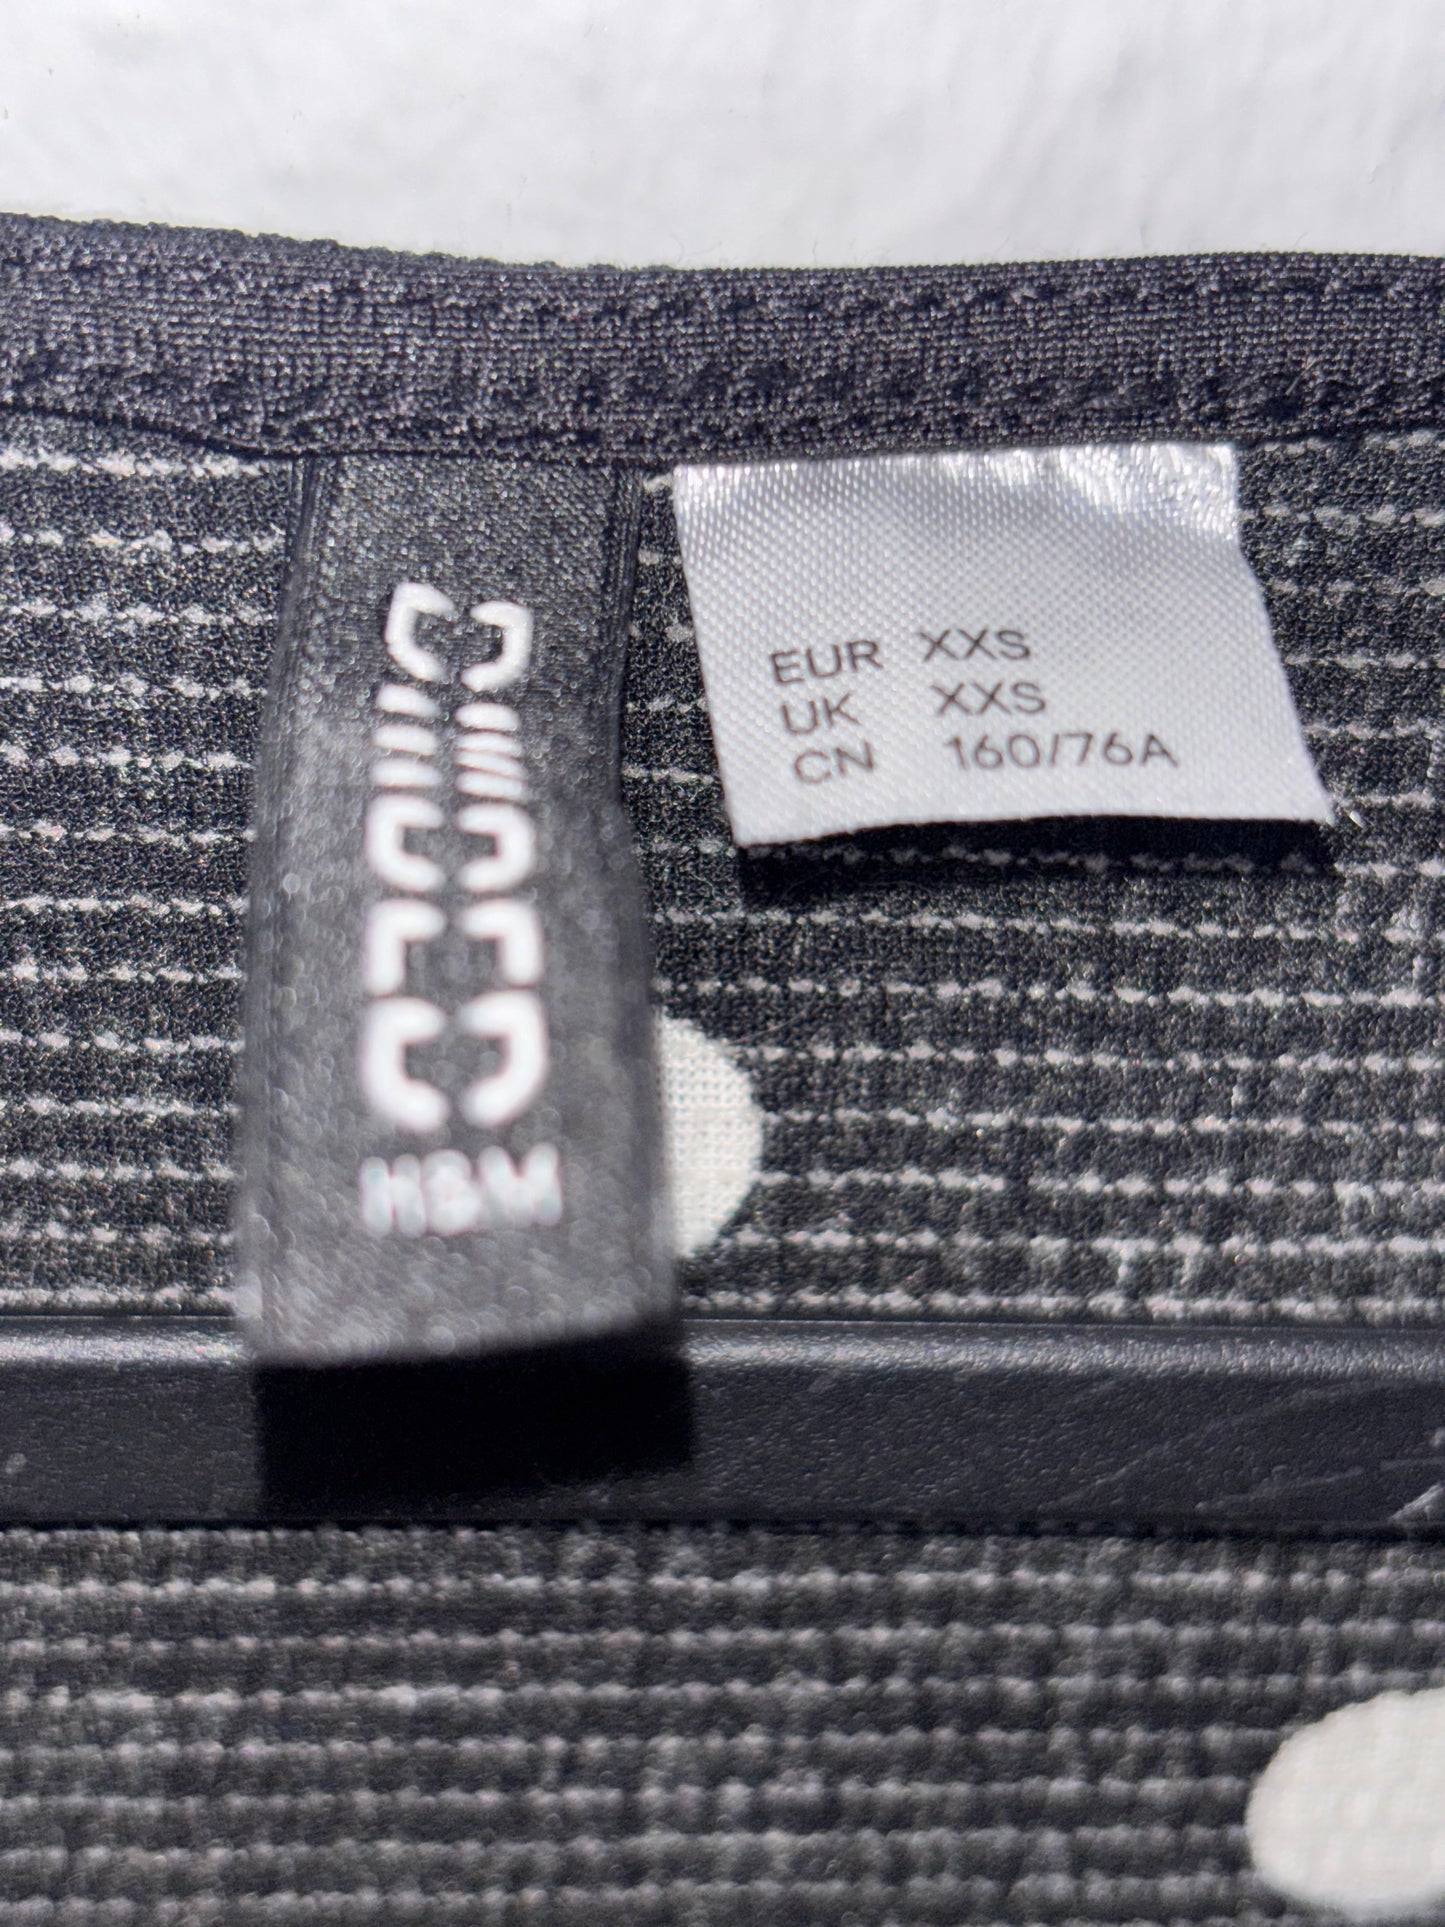 DIVIDED
H&M
EUR XXS
UK XXS
CN 160/76A